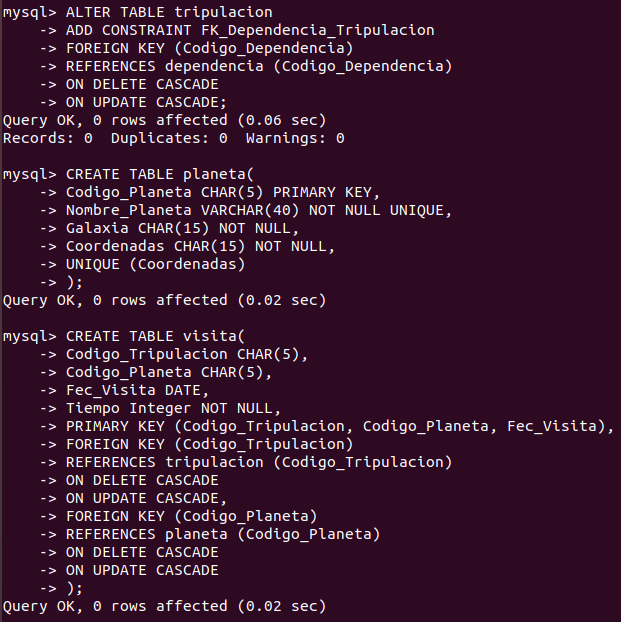 mysql> ALTER TABLE tripulacion
    -> ADD CONSTRAINT FK_Dependencia_Tripulacion
    -> FOREIGN KEY (Codigo_Dependencia)
    -> REFERENCES dependencia (Codigo_Dependencia)
    -> ON DELETE CASCADE
    -> ON UPDATE CASCADE;
Query OK, 0 rows affected (0.06 sec)
Records: 0  Duplicates: 0  Warnings: 0

mysql> CREATE TABLE planeta(
    -> Codigo_Planeta CHAR(5) PRIMARY KEY,
    -> Nombre_Planeta VARCHAR(40) NOT NULL UNIQUE,
    -> Galaxia CHAR(15) NOT NULL,
    -> Coordenadas CHAR(15) NOT NULL,
    -> UNIQUE (Coordenadas)
    -> );
Query OK, 0 rows affected (0.02 sec)

mysql> CREATE TABLE visita(
    -> Codigo_Tripulacion CHAR(5),
    -> Codigo_Planeta CHAR(5),
    -> Fec_Visita DATE,
    -> Tiempo Integer NOT NULL,
    -> PRIMARY KEY (Codigo_Tripulacion, Codigo_Planeta, Fec_Visita),
    -> FOREIGN KEY (Codigo_Tripulacion)
    -> REFERENCES tripulacion (Codigo_Tripulacion)
    -> ON DELETE CASCADE
    -> ON UPDATE CASCADE,
    -> FOREIGN KEY (Codigo_Planeta)
    -> REFERENCES planeta (Codigo_Planeta)
    -> ON DELETE CASCADE
    -> ON UPDATE CASCADE
    -> );
Query OK, 0 rows affected (0.02 sec)